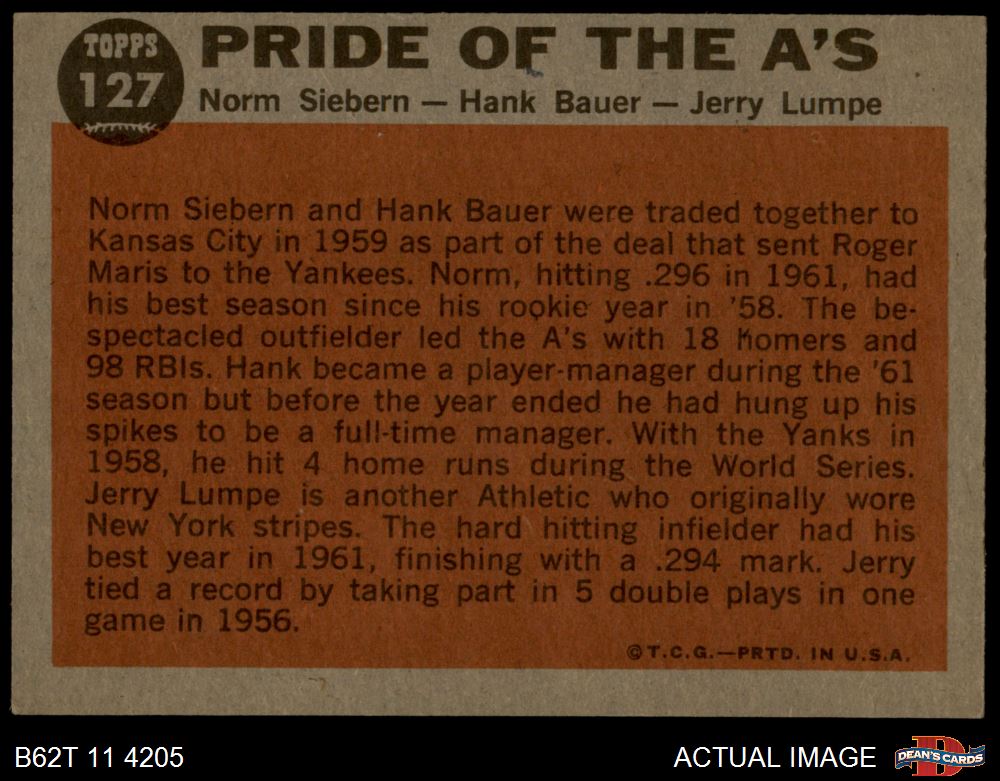 TOPPS
127
PRIDE OF THE A'S
Norm Siebern — Hank Bauer — Jerry Lumpe
Norm Siebern and Hank Bauer were traded together to
Kansas City in 1959 as part of the deal that sent Roger
Maris to the Yankees. Norm, hitting .296 in 1961, had
his best season since his rookie year in '58. The be-
spectacled outfielder led the A's with 18 homers and
98 RBIs. Hank became a player-manager during the '61
season but before the year ended he had hung up his
spikes to be a full-time manager. With the Yanks in
1958, he hit 4 home runs during the World Series.
Jerry Lumpe is another Athletic who originally wore
New York stripes. The hard hitting infielder had his
best year in 1961, finishing with a .294 mark. Jerry
tied a record by taking part in 5 double plays in one
game in 1956.
©T.C.G.—PRTD. IN U.S.A.
B62T 11 4205
ACTUAL IMAGE
D
DEAN'S CARDS